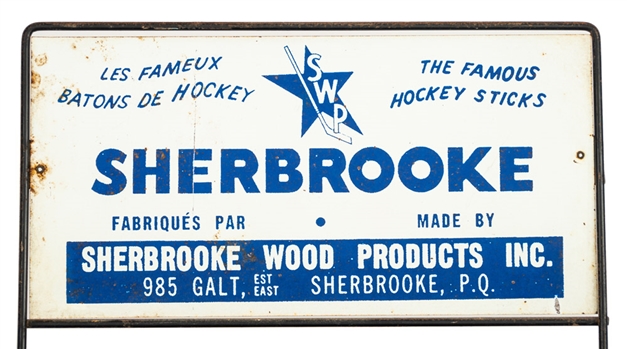 LES FAMEUX
BATONS DE HOCKEY
SWP
THE FAMOUS
HOCKEY STICKS
SHERBROOKE
FABRIQUÉS PAR • MADE BY
SHERBROOKE WOOD PRODUCTS INC.
985 GALT, EST EAST SHERBROOKE, P.Q.